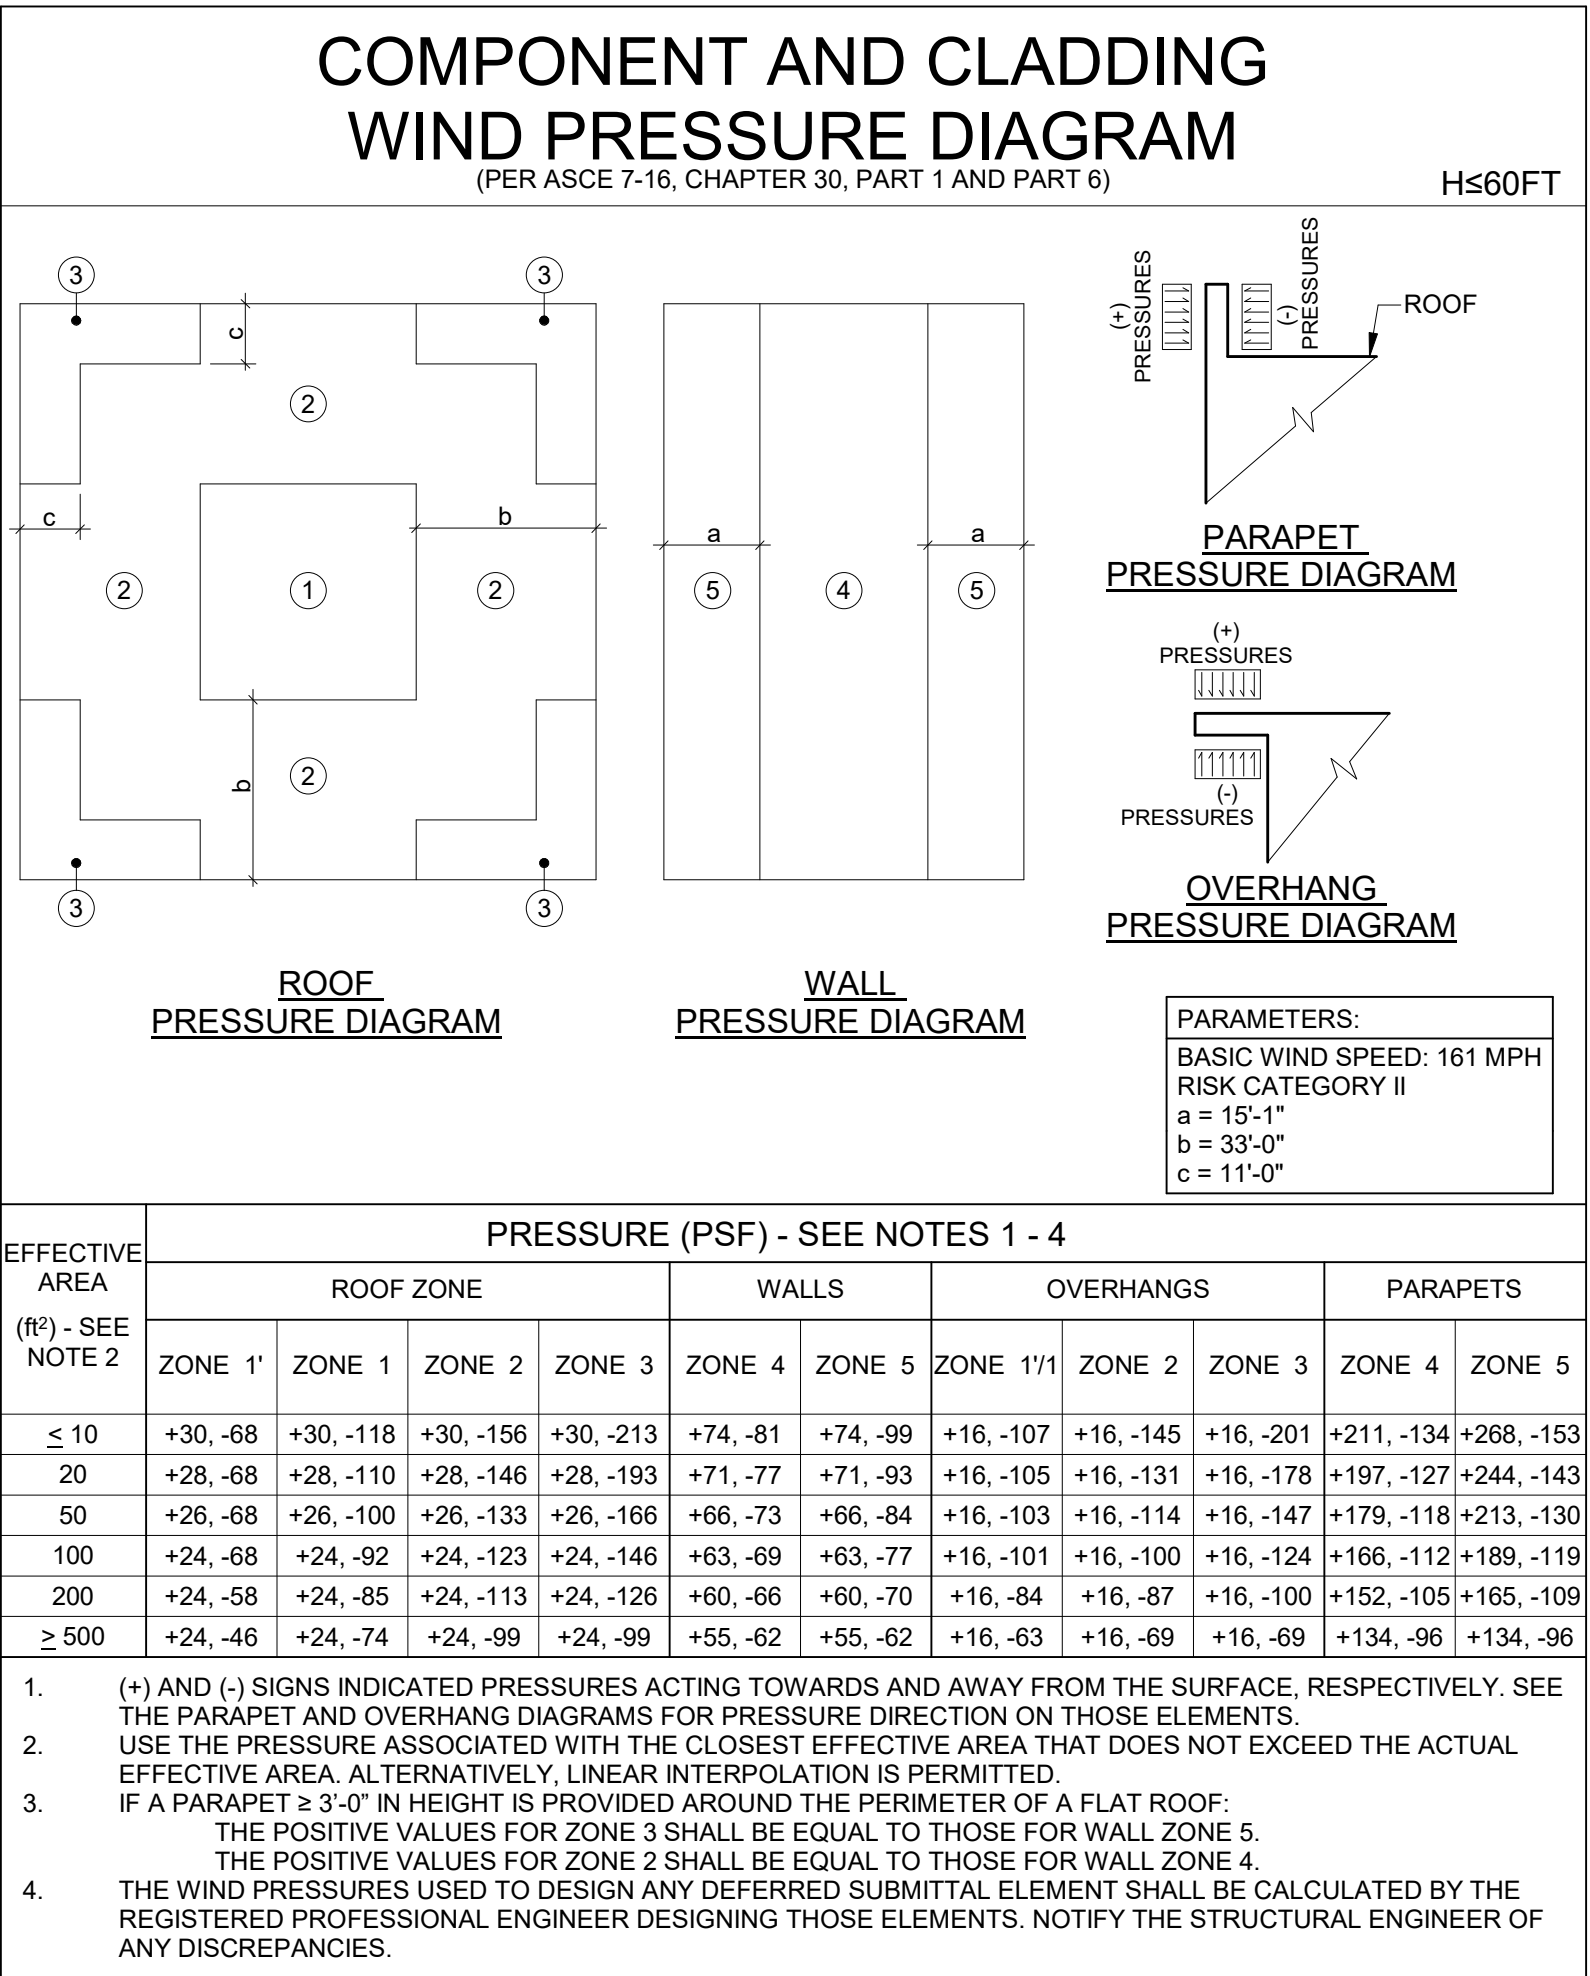 COMPONENT AND CLADDING
WIND PRESSURE DIAGRAM
(PER ASCE 7-16, CHAPTER 30, PART 1 AND PART 6)
H≤60FT
3
3
c
2
c
b
2
1
2
b
2
3
3
ROOF
PRESSURE DIAGRAM
a
a
5
4
5
WALL
PRESSURE DIAGRAM
(+)
PRESSURES
(-)
PRESSURES
ROOF
PARAPET
PRESSURE DIAGRAM
(+)
PRESSURES
(-)
PRESSURES
OVERHANG
PRESSURE DIAGRAM
PARAMETERS:
BASIC WIND SPEED: 161 MPH
RISK CATEGORY II
a = 15'-1"
b = 33'-0"
c = 11'-0"
EFFECTIVE
AREA
(ft²) - SEE
NOTE 2
PRESSURE (PSF) - SEE NOTES 1 - 4
ROOF ZONE WALLS OVERHANGS PARAPETS
ZONE 1' ZONE 1 ZONE 2 ZONE 3 ZONE 4 ZONE 5 ZONE 1'/1 ZONE 2 ZONE 3 ZONE 4 ZONE 5
≤ 10 +30, -68 +30, -118 +30, -156 +30, -213 +74, -81 +74, -99 +16, -107 +16, -145 +16, -201 +211, -134 +268, -153
20 +28, -68 +28, -110 +28, -146 +28, -193 +71, -77 +71, -93 +16, -105 +16, -131 +16, -178 +197, -127 +244, -143
50 +26, -68 +26, -100 +26, -133 +26, -166 +66, -73 +66, -84 +16, -103 +16, -114 +16, -147 +179, -118 +213, -130
100 +24, -68 +24, -92 +24, -123 +24, -146 +63, -69 +63, -77 +16, -101 +16, -100 +16, -124 +166, -112 +189, -119
200 +24, -58 +24, -85 +24, -113 +24, -126 +60, -66 +60, -70 +16, -84 +16, -87 +16, -100 +152, -105 +165, -109
≥ 500 +24, -46 +24, -74 +24, -99 +24, -99 +55, -62 +55, -62 +16, -63 +16, -69 +16, -69 +134, -96 +134, -96
1. (+) AND (-) SIGNS INDICATED PRESSURES ACTING TOWARDS AND AWAY FROM THE SURFACE, RESPECTIVELY. SEE
THE PARAPET AND OVERHANG DIAGRAMS FOR PRESSURE DIRECTION ON THOSE ELEMENTS.
2. USE THE PRESSURE ASSOCIATED WITH THE CLOSEST EFFECTIVE AREA THAT DOES NOT EXCEED THE ACTUAL
EFFECTIVE AREA. ALTERNATIVELY, LINEAR INTERPOLATION IS PERMITTED.
3. IF A PARAPET ≥ 3'-0” IN HEIGHT IS PROVIDED AROUND THE PERIMETER OF A FLAT ROOF:
THE POSITIVE VALUES FOR ZONE 3 SHALL BE EQUAL TO THOSE FOR WALL ZONE 5.
THE POSITIVE VALUES FOR ZONE 2 SHALL BE EQUAL TO THOSE FOR WALL ZONE 4.
4. THE WIND PRESSURES USED TO DESIGN ANY DEFERRED SUBMITTAL ELEMENT SHALL BE CALCULATED BY THE
REGISTERED PROFESSIONAL ENGINEER DESIGNING THOSE ELEMENTS. NOTIFY THE STRUCTURAL ENGINEER OF
ANY DISCREPANCIES.